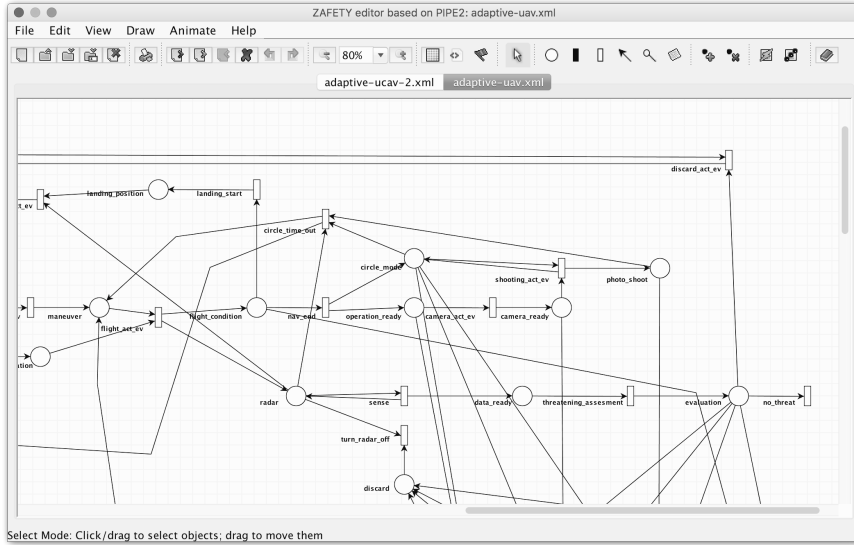 ZAFETY editor based on PIPE2: adaptive-uav.xml
File Edit View Draw Animate Help
80%
adaptive-ucav-2.xml adaptive-uav.xml
discard_act_ev
landing_position landing_start
t_ev
circle_time_out
circle_mode
shooting_act_ev photo_shoot
v maneuver flight_condition nav_end operation_ready camera_act_ev camera_ready
flight_act_ev
ation
radar sense data_ready threatening_assesment evaluation no_threat
turn_radar_off
discard
Select Mode: Click/drag to select objects; drag to move them